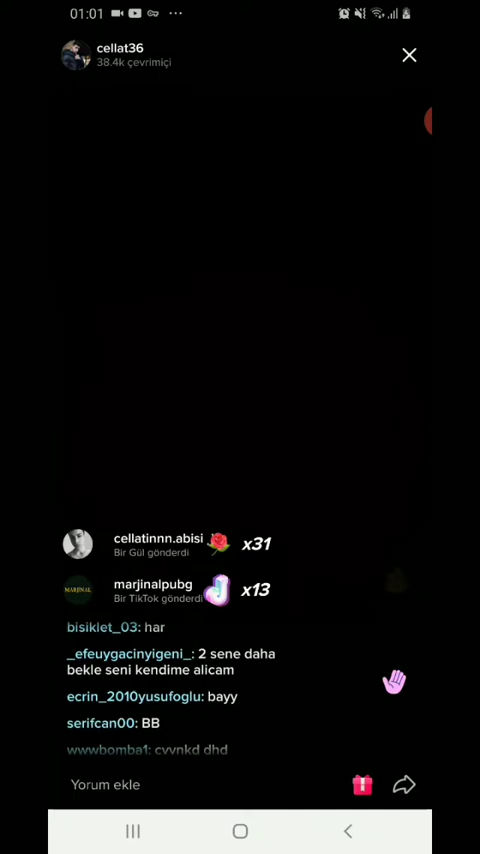 01:01
cellat36
38.4k çevrimiçi
cellatinnn.abisi
x31
Bir Gül gönderdi
marjinalpubg
x13
Bir TikTok gönderdi
MARJINAL
bisiklet_03: har
_efeuygacinyigeni_: 2 sene daha
bekle seni kendime alicam
ecrin_2010yusufoglu: bayy
serifcan00: BB
wwwbomba1: cvvnkd dhd
Yorum ekle